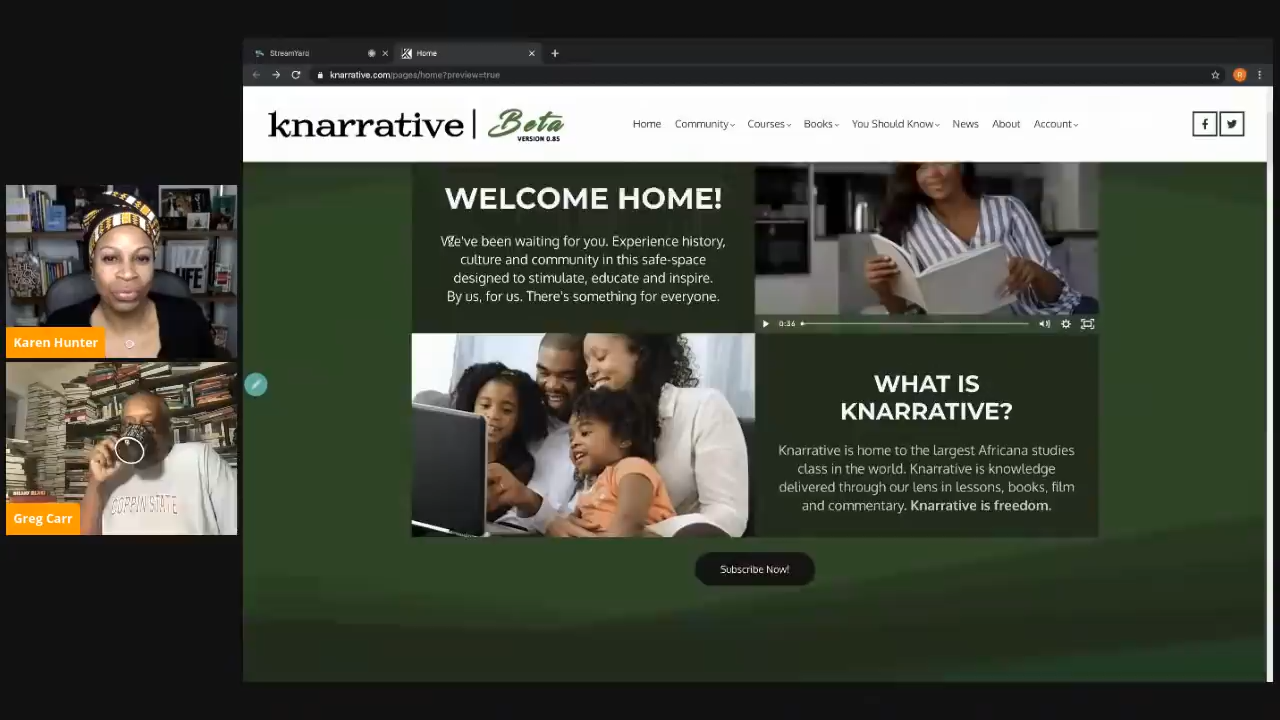 StreamYard
Home
knarrative.com/pages/home?preview=true
knarrative | Beta
VERSION 0.85
Home Community Courses Books You Should Know News About Account
WELCOME HOME!
We've been waiting for you. Experience history,
culture and community in this safe-space
designed to stimulate, educate and inspire.
By us, for us. There's something for everyone.
0:36
WHAT IS
KNARRATIVE?
Knarrative is home to the largest Africana studies
class in the world. Knarrative is knowledge
delivered through our lens in lessons, books, film
and commentary. Knarrative is freedom.
Subscribe Now!
LIFE
Karen Hunter
COPPIN STATE
Greg Carr